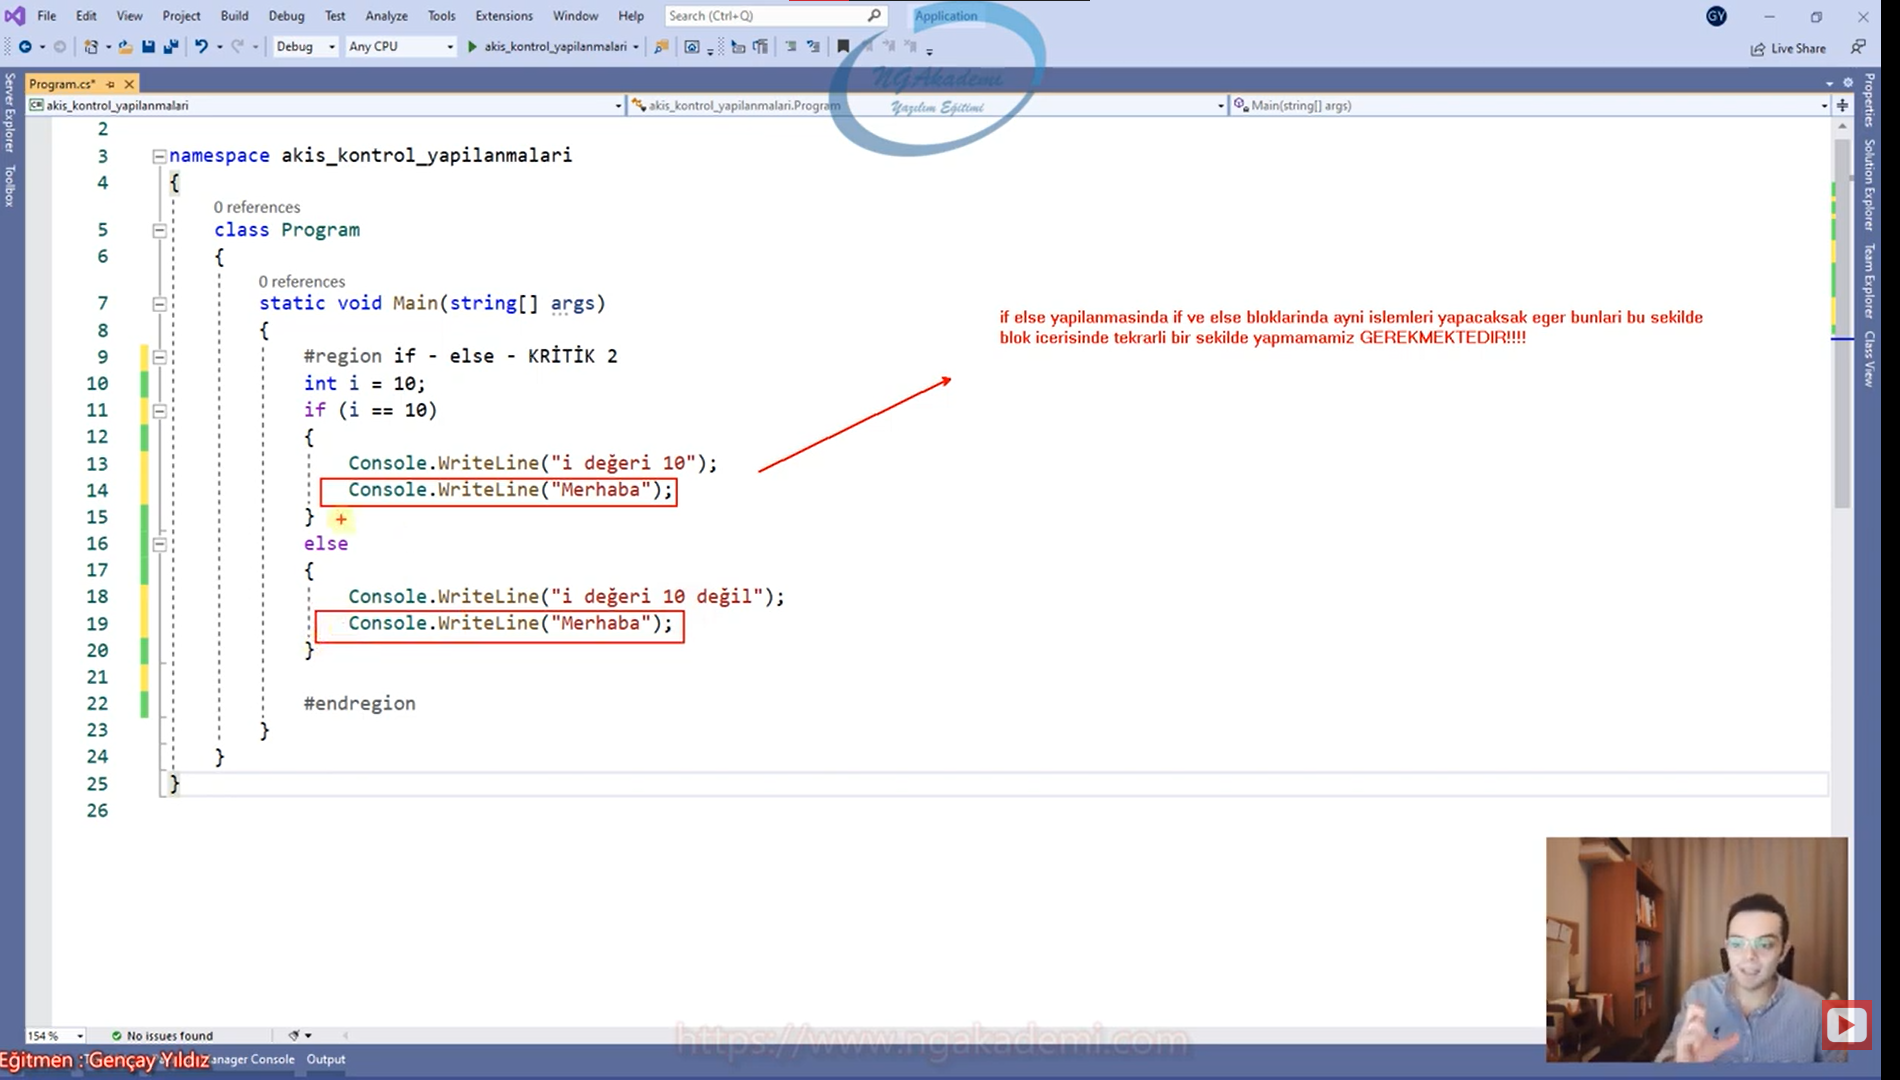 File Edit View Project Build Debug Test Analyze Tools Extensions Window Help Search (Ctrl+Q) Application GY
Debug Any CPU akis_kontrol_yapilanmalari Live Share
NGAkademi
Yazılım Eğitimi
Server Explorer
Toolbox
Properties
Solution Explorer
Team Explorer
Class View
Program.cs*
akis_kontrol_yapilanmalari akis_kontrol_yapilanmalari.Program Main(string[] args)
2
3 namespace akis_kontrol_yapilanmalari
4 {
0 references
5 class Program
6 {
0 references
7 static void Main(string[] args)
8 {
9 #region if - else - KRİTİK 2
10 int i = 10;
11 if (i == 10)
12 {
13 Console.WriteLine("i değeri 10");
14 Console.WriteLine("Merhaba");
15 }
16 else
17 {
18 Console.WriteLine("i değeri 10 değil");
19 Console.WriteLine("Merhaba");
20 }
21
22 #endregion
23 }
24 }
25 }
26
if else yapilanmasinda if ve else bloklarinda ayni islemleri yapacaksak eger bunlari bu sekilde
blok icerisinde tekrarli bir sekilde yapmamamiz GEREKMEKTEDIR!!!!
154 % No issues found
https://www.ngakademi.com
Eğitmen : Gençay Yıldız anager Console Output